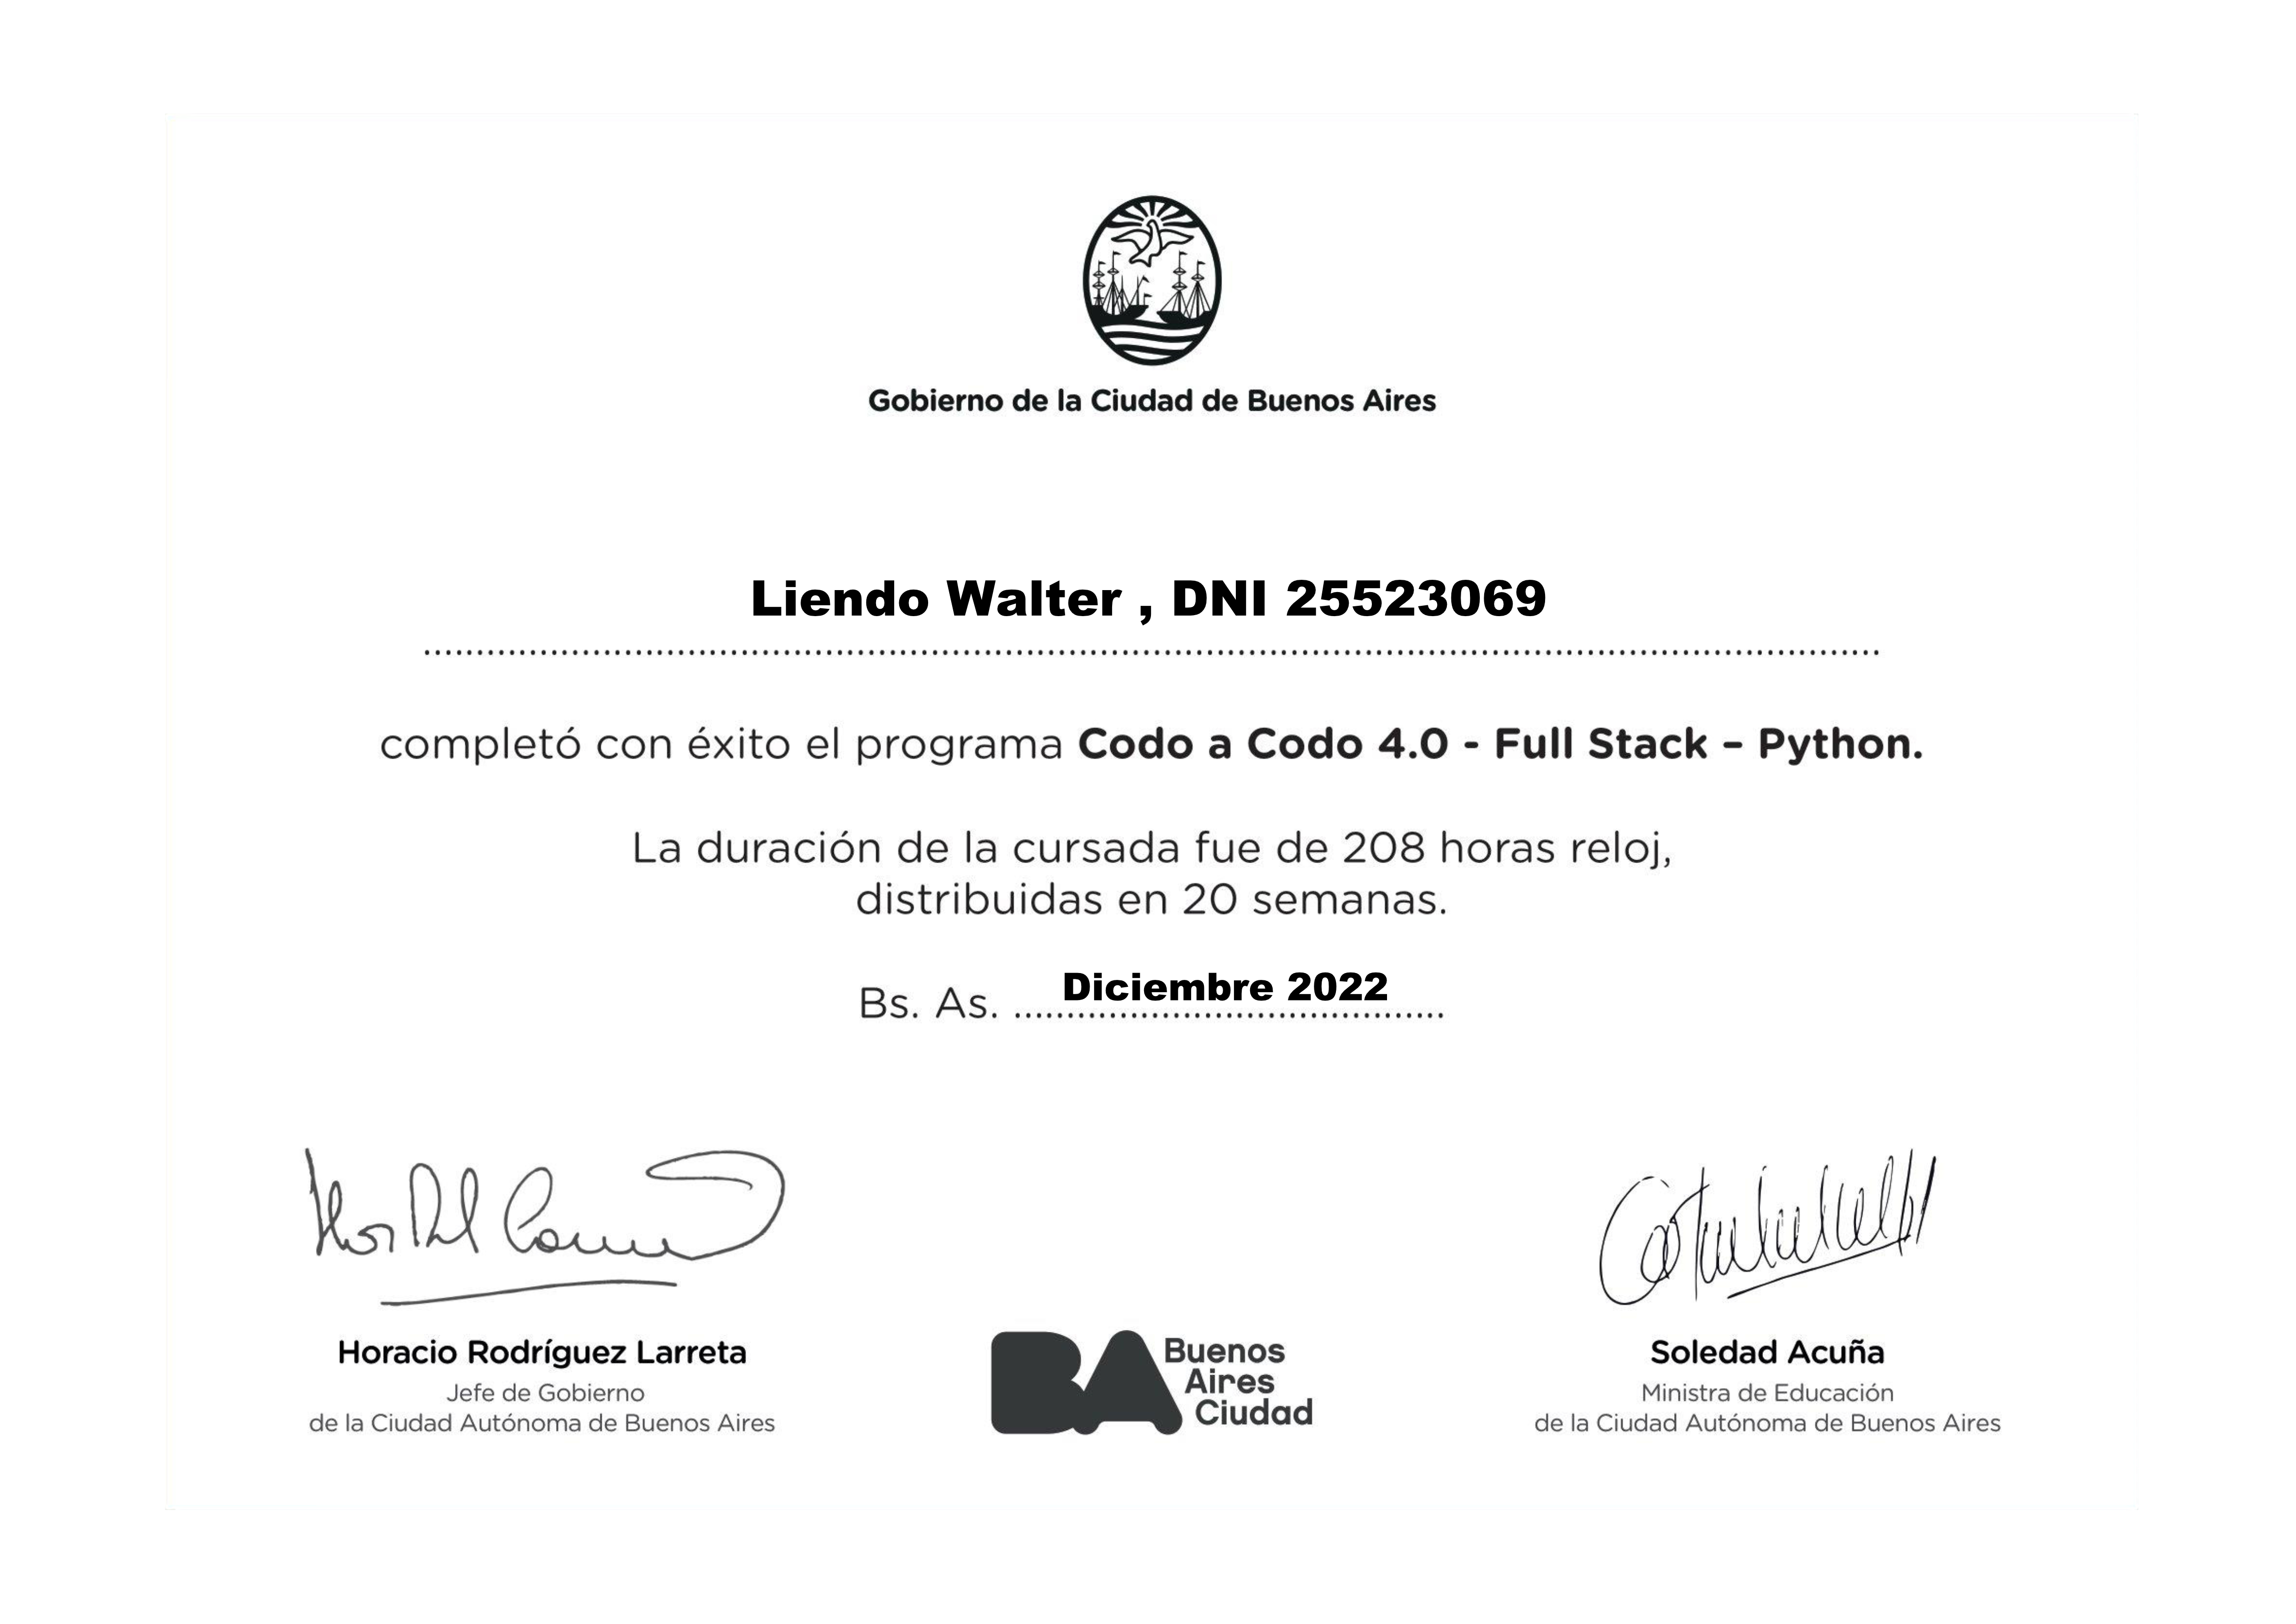 Gobierno de la Ciudad de Buenos Aires
Liendo Walter , DNI 25523069
completó con éxito el programa Codo a Codo 4.0 - Full Stack – Python.
La duración de la cursada fue de 208 horas reloj,
distribuidas en 20 semanas.
Bs. As. Diciembre 2022
Horacio Rodríguez Larreta
Jefe de Gobierno
de la Ciudad Autónoma de Buenos Aires
BA Buenos
Aires
Ciudad
Soledad Acuña
Ministra de Educación
de la Ciudad Autónoma de Buenos Aires